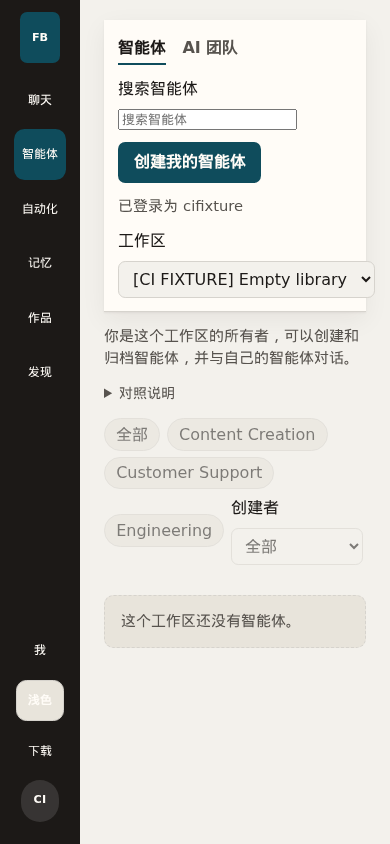 FB
聊天
智能体
自动化
记忆
作品
发现
我
浅色
下载
CI
智能体 AI 团队
搜索智能体
搜索智能体
创建我的智能体
已登录为 cifixture
工作区
[CI FIXTURE] Empty library
你是这个工作区的所有者，可以创建和
归档智能体，并与自己的智能体对话。
对照说明
全部 Content Creation
Customer Support
创建者
Engineering 全部
这个工作区还没有智能体。